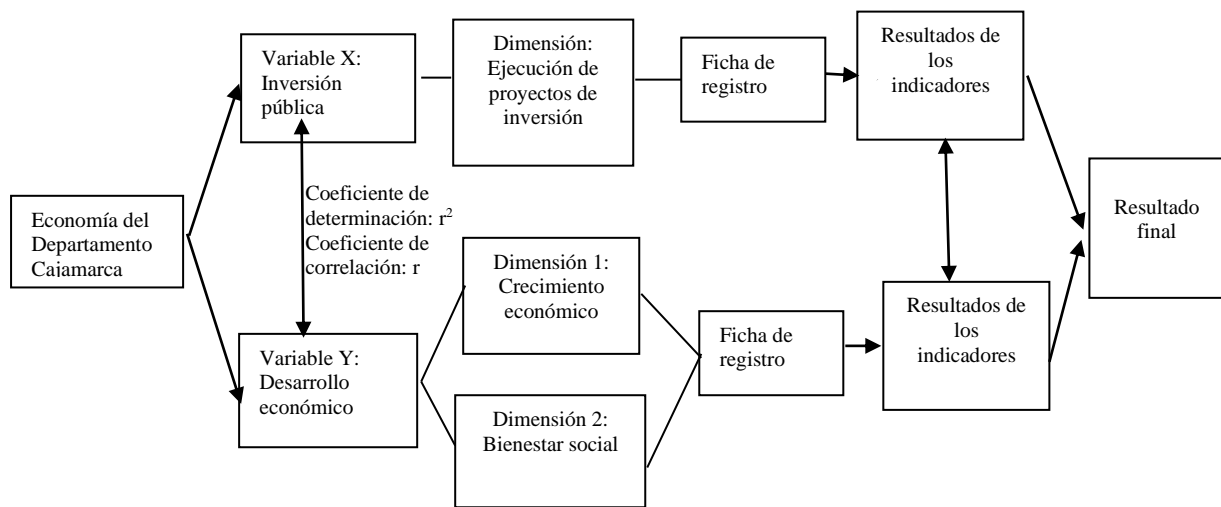 Economía del
Departamento
Cajamarca
Variable X:
Inversión
pública
Dimensión:
Ejecución de
proyectos de
inversión
Ficha de
registro
Resultados de
los
indicadores
Coeficiente de
determinación: r²
Coeficiente de
correlación: r
Variable Y:
Desarrollo
económico
Dimensión 1:
Crecimiento
económico
Dimensión 2:
Bienestar social
Ficha de
registro
Resultados de
los
indicadores
Resultado
final